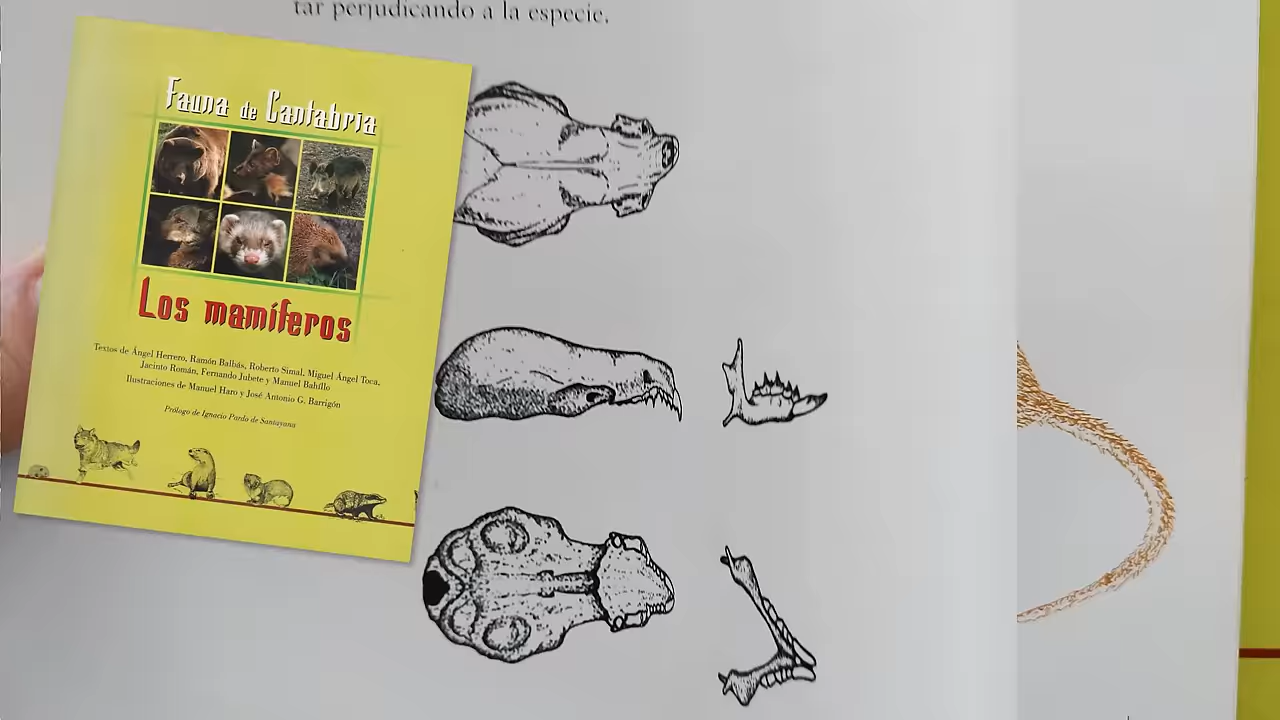 tar perjudicando a la especie.
Fauna de Cantabria
Los mamíferos
Textos de Ángel Herrero, Ramón Balbás, Roberto Simal, Miguel Ángel Toca,
Jacinto Román, Fernando Jubete y Manuel Bahíllo
Ilustraciones de Manuel Haro y José Antonio G. Barrigón
Prólogo de Ignacio Pardo de Santayana